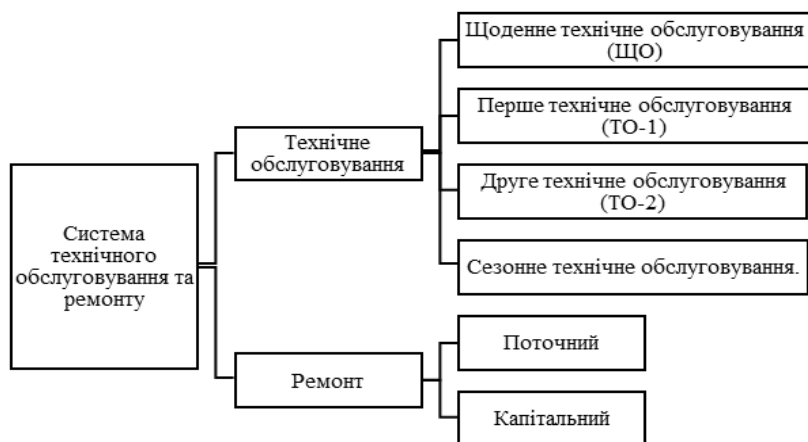 Система
технічного
обслуговування та
ремонту
Технічне
обслуговування
Щоденне технічне обслуговування
(ЩО)
Перше технічне обслуговування
(ТО-1)
Друге технічне обслуговування
(ТО-2)
Сезонне технічне обслуговування.
Ремонт
Поточний
Капітальний